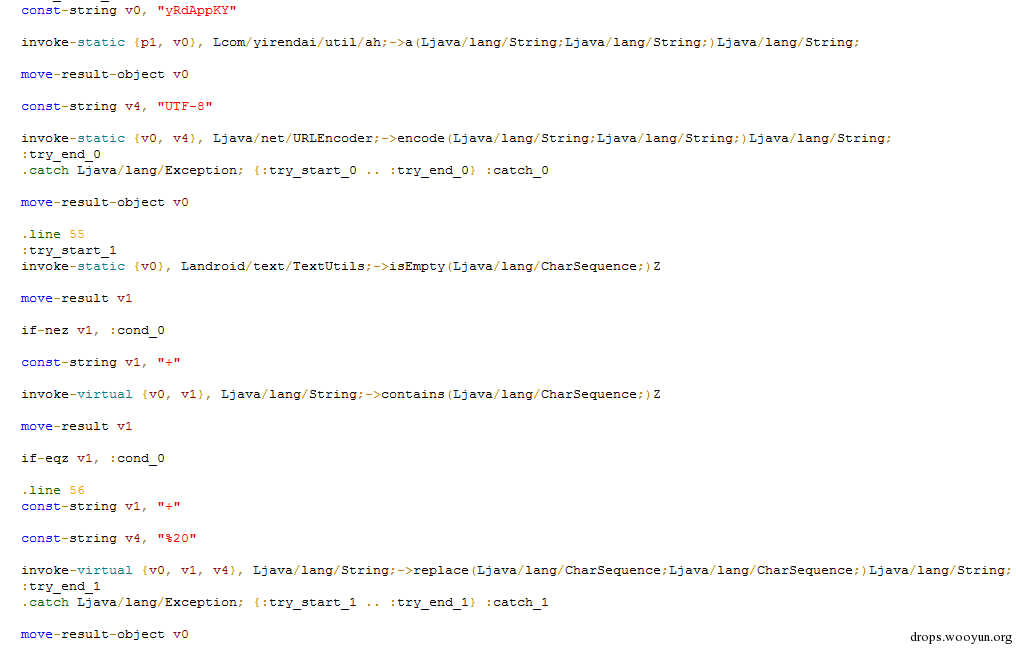 const-string v0, "yRdAppKY"
invoke-static {p1, v0}, Lcom/yirendai/util/ah;->a(Ljava/lang/String;Ljava/lang/String;)Ljava/lang/String;
move-result-object v0
const-string v4, "UTF-8"
invoke-static {v0, v4}, Ljava/net/URLEncoder;->encode(Ljava/lang/String;Ljava/lang/String;)Ljava/lang/String;
:try_end_0
.catch Ljava/lang/Exception; {:try_start_0 .. :try_end_0} :catch_0
move-result-object v0
.line 55
:try_start_1
invoke-static {v0}, Landroid/text/TextUtils;->isEmpty(Ljava/lang/CharSequence;)Z
move-result v1
if-nez v1, :cond_0
const-string v1, "+"
invoke-virtual {v0, v1}, Ljava/lang/String;->contains(Ljava/lang/CharSequence;)Z
move-result v1
if-eqz v1, :cond_0
.line 56
const-string v1, "+"
const-string v4, "%20"
invoke-virtual {v0, v1, v4}, Ljava/lang/String;->replace(Ljava/lang/CharSequence;Ljava/lang/CharSequence;)Ljava/lang/String;
:try_end_1
.catch Ljava/lang/Exception; {:try_start_1 .. :try_end_1} :catch_1
move-result-object v0
drops.wooyun.org